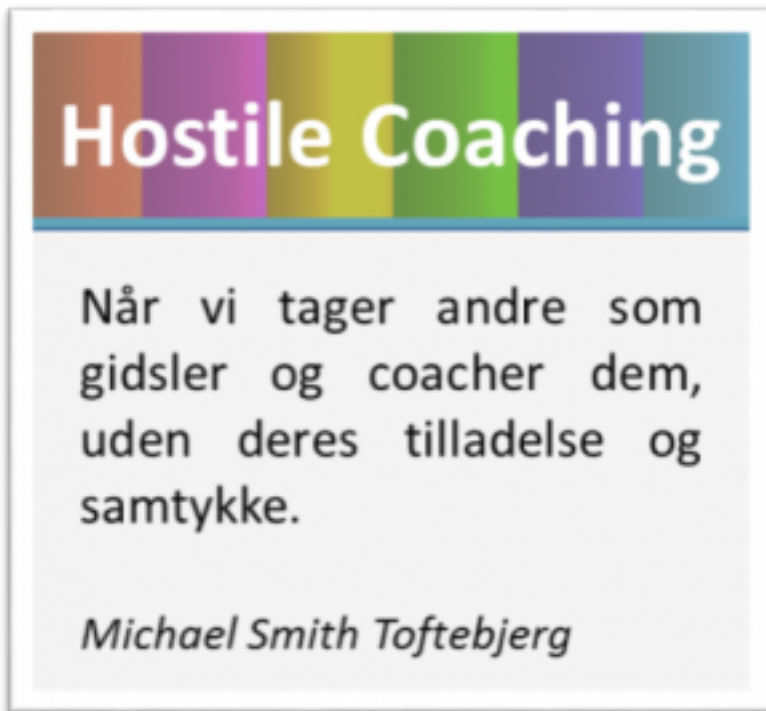 Hostile Coaching
Når vi tager andre som
gidsler og coacher dem,
uden deres tilladelse og
samtykke.
Michael Smith Toftebjerg